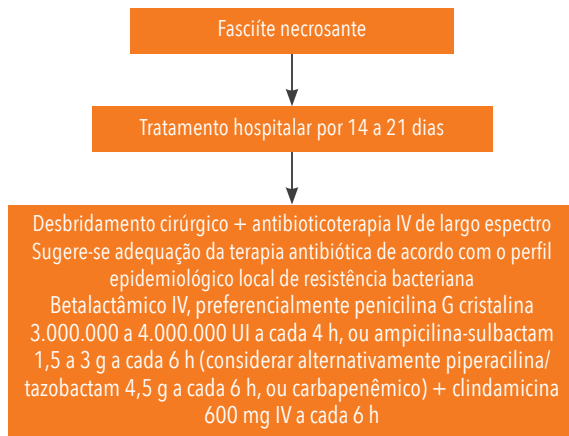 Fasciíte necrosante
Tratamento hospitalar por 14 a 21 dias
Desbridamento cirúrgico + antibioticoterapia IV de largo espectro
Sugere-se adequação da terapia antibiótica de acordo com o perfil
epidemiológico local de resistência bacteriana
Betalactâmico IV, preferencialmente penicilina G cristalina
3.000.000 a 4.000.000 UI a cada 4 h, ou ampicilina-sulbactam
1,5 a 3 g a cada 6 h (considerar alternativamente piperacilina/
tazobactam 4,5 g a cada 6 h, ou carbapenêmico) + clindamicina
600 mg IV a cada 6 h